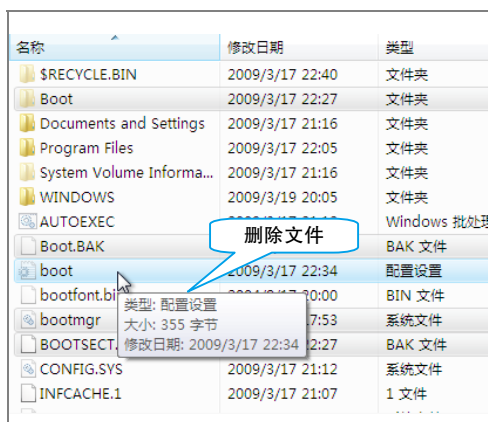 名称 修改日期 类型
$RECYCLE.BIN 2009/3/17 22:40 文件夹
Boot 2009/3/17 22:27 文件夹
Documents and Settings 2009/3/17 21:16 文件夹
Program Files 2009/3/17 22:05 文件夹
System Volume Informa... 2009/3/17 21:16 文件夹
WINDOWS 2009/3/19 20:05 文件夹
AUTOEXEC Windows 批处理
删除文件
Boot.BAK BAK 文件
boot 2009/3/17 22:34 配置设置
bootfont.bi 20:00 BIN 文件
类型: 配置设置
bootmgr 17:53 系统文件
大小: 355 字节
BOOTSECT. 22:27 BAK 文件
修改日期: 2009/3/17 22:34
CONFIG.SYS 2009/3/17 21:12 系统文件
INFCACHE.1 2009/3/17 21:07 1 文件